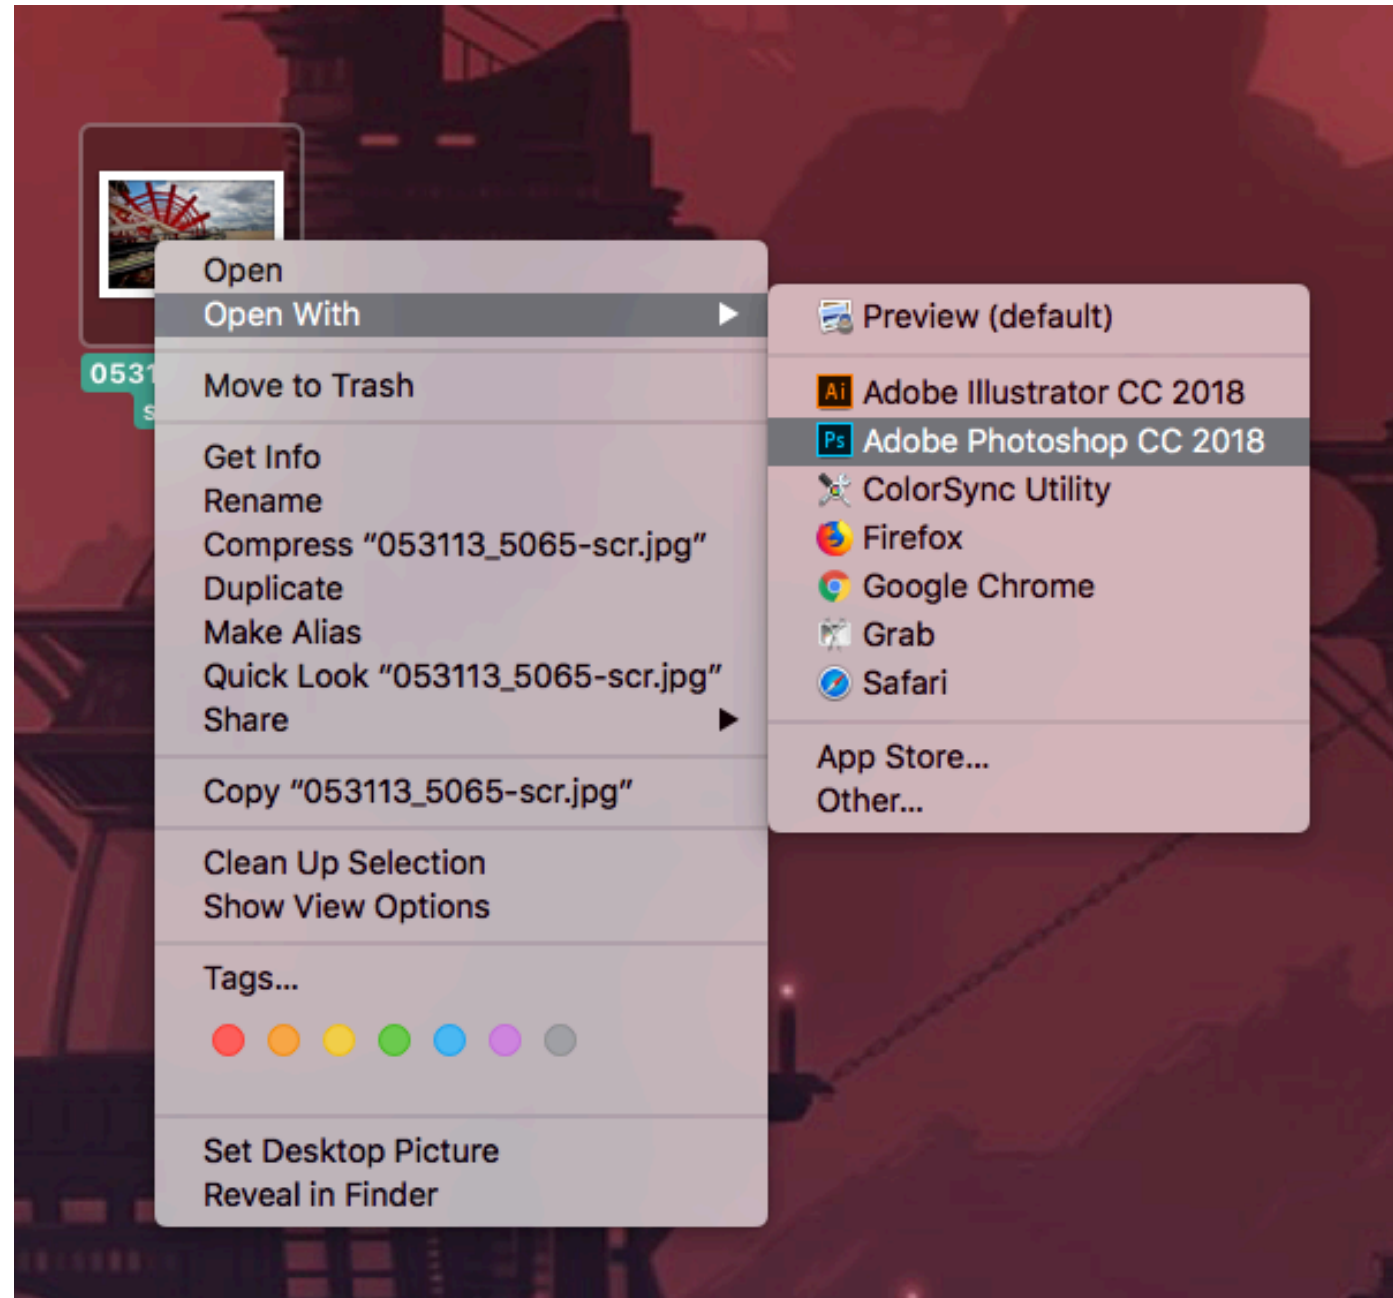 0531
s
Open
Open With
Move to Trash
Get Info
Rename
Compress “053113_5065-scr.jpg”
Duplicate
Make Alias
Quick Look “053113_5065-scr.jpg”
Share
Copy “053113_5065-scr.jpg”
Clean Up Selection
Show View Options
Tags...
Set Desktop Picture
Reveal in Finder
Preview (default)
Ai Adobe Illustrator CC 2018
Ps Adobe Photoshop CC 2018
ColorSync Utility
Firefox
Google Chrome
Grab
Safari
App Store...
Other...